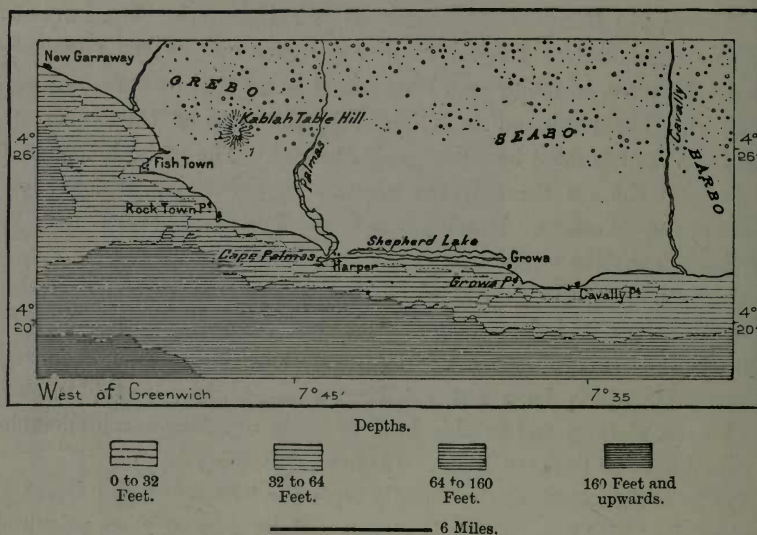 New Garraway
GREBO
Kablah Table Hill
4°
26′
Fish Town
Palmas
SEABO
Cavally
BARBO
4°
26′
Rock Town Pt
Cape Palmas
Harper
Shepherd Lake
Growa
Growa Pt
Cavally Pt
4°
20′
4°
20′
West of Greenwich
7° 45′
7° 35
Depths.
0 to 32
Feet.
32 to 64
Feet.
64 to 160
Feet.
160 Feet and
upwards.
6 Miles.